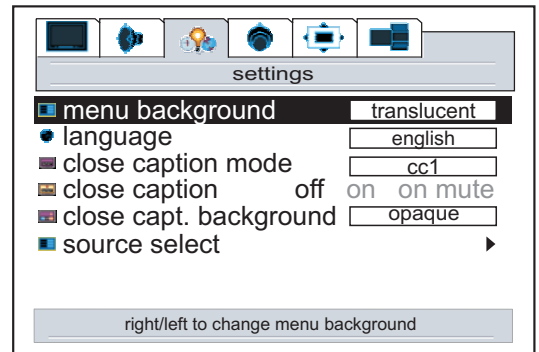 settings
menu background translucent
language english
close caption mode cc1
close caption off on on mute
close capt. background opaque
source select
right/left to change menu background